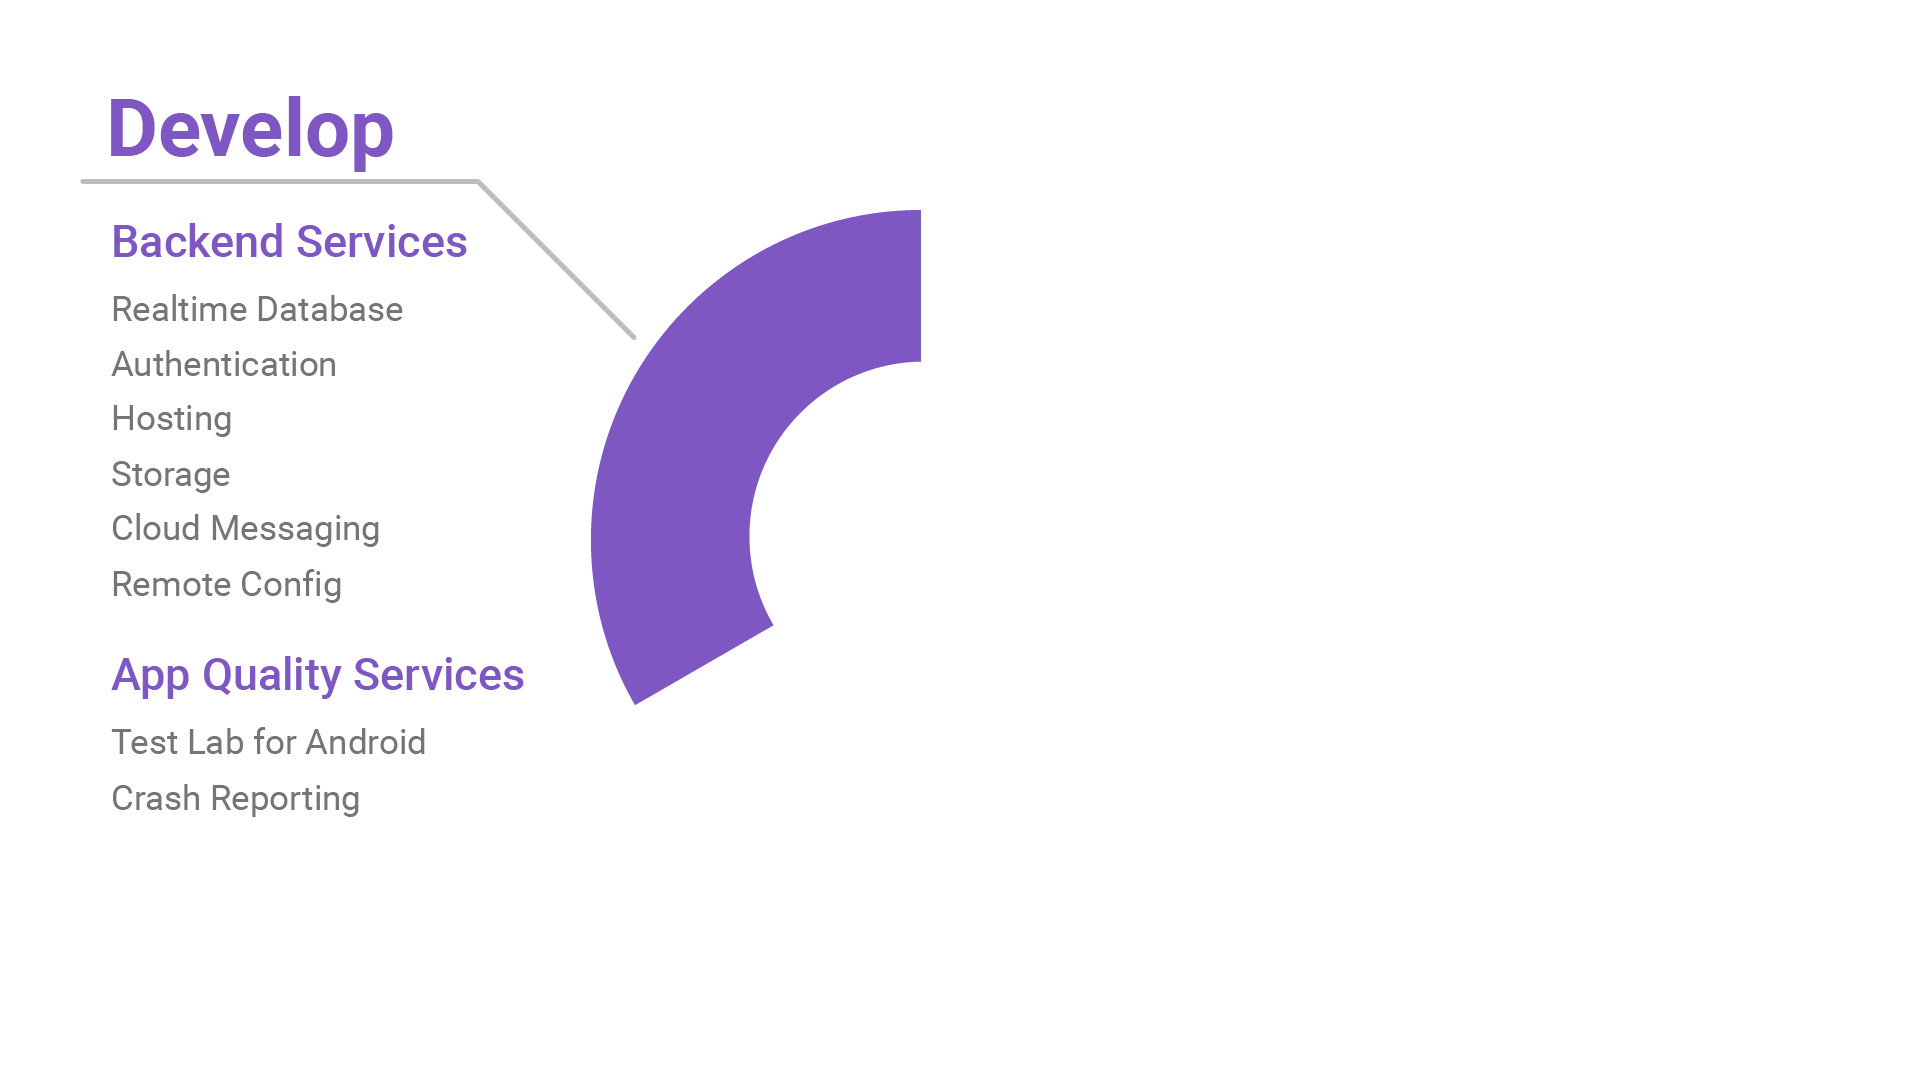 Develop
Backend Services
Realtime Database
Authentication
Hosting
Storage
Cloud Messaging
Remote Config
App Quality Services
Test Lab for Android
Crash Reporting